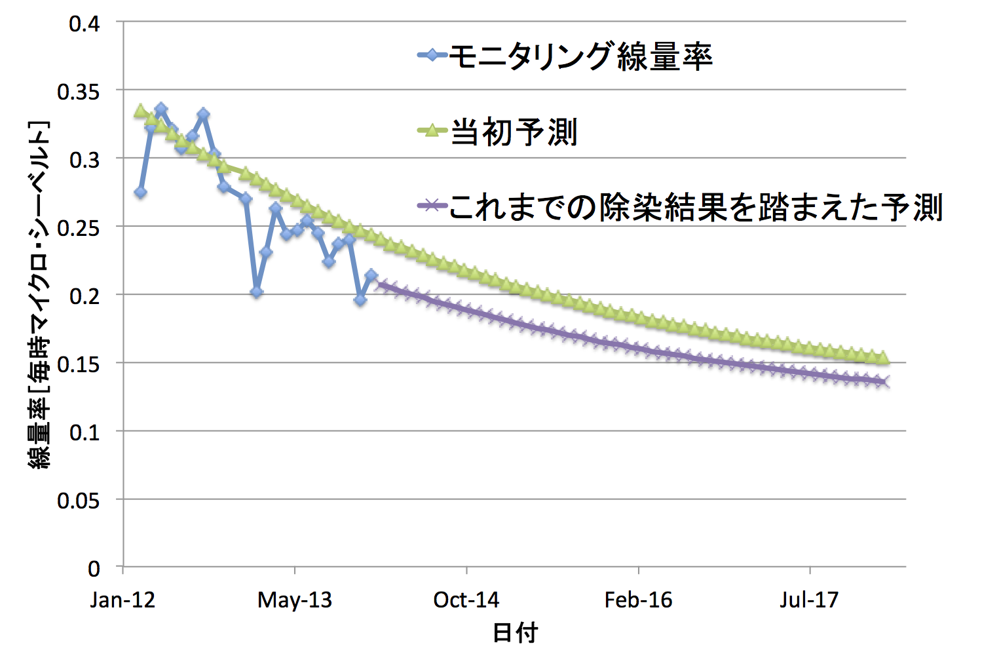 0.4
0.35
0.3
0.25
0.2
0.15
0.1
0.05
0
線量率[毎時マイクロ・シーベルト]
モニタリング線量率
当初予測
これまでの除染結果を踏まえた予測
Jan-12 May-13 Oct-14 Feb-16 Jul-17
日付